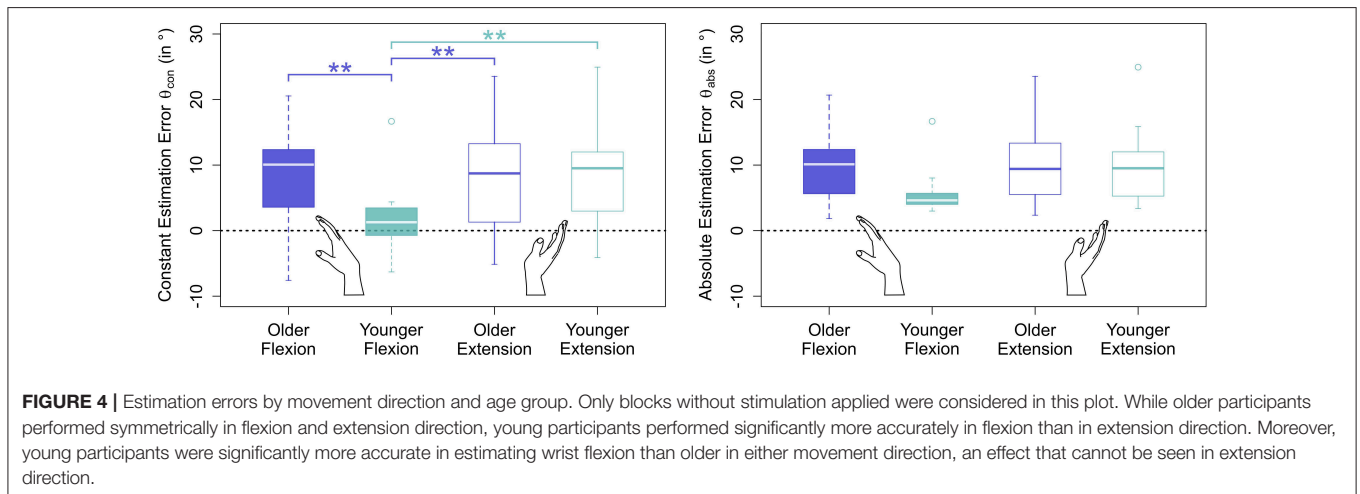 Constant Estimation Error θcon (in °)
30
20
10
0
-10
**
**
**
Older
Flexion
Younger
Flexion
Older
Extension
Younger
Extension
Absolute Estimation Error θabs (in °)
30
20
10
0
-10
Older
Flexion
Younger
Flexion
Older
Extension
Younger
Extension
FIGURE 4 | Estimation errors by movement direction and age group. Only blocks without stimulation applied were considered in this plot. While older participants
performed symmetrically in flexion and extension direction, young participants performed significantly more accurately in flexion than in extension direction. Moreover,
young participants were significantly more accurate in estimating wrist flexion than older in either movement direction, an effect that cannot be seen in extension
direction.